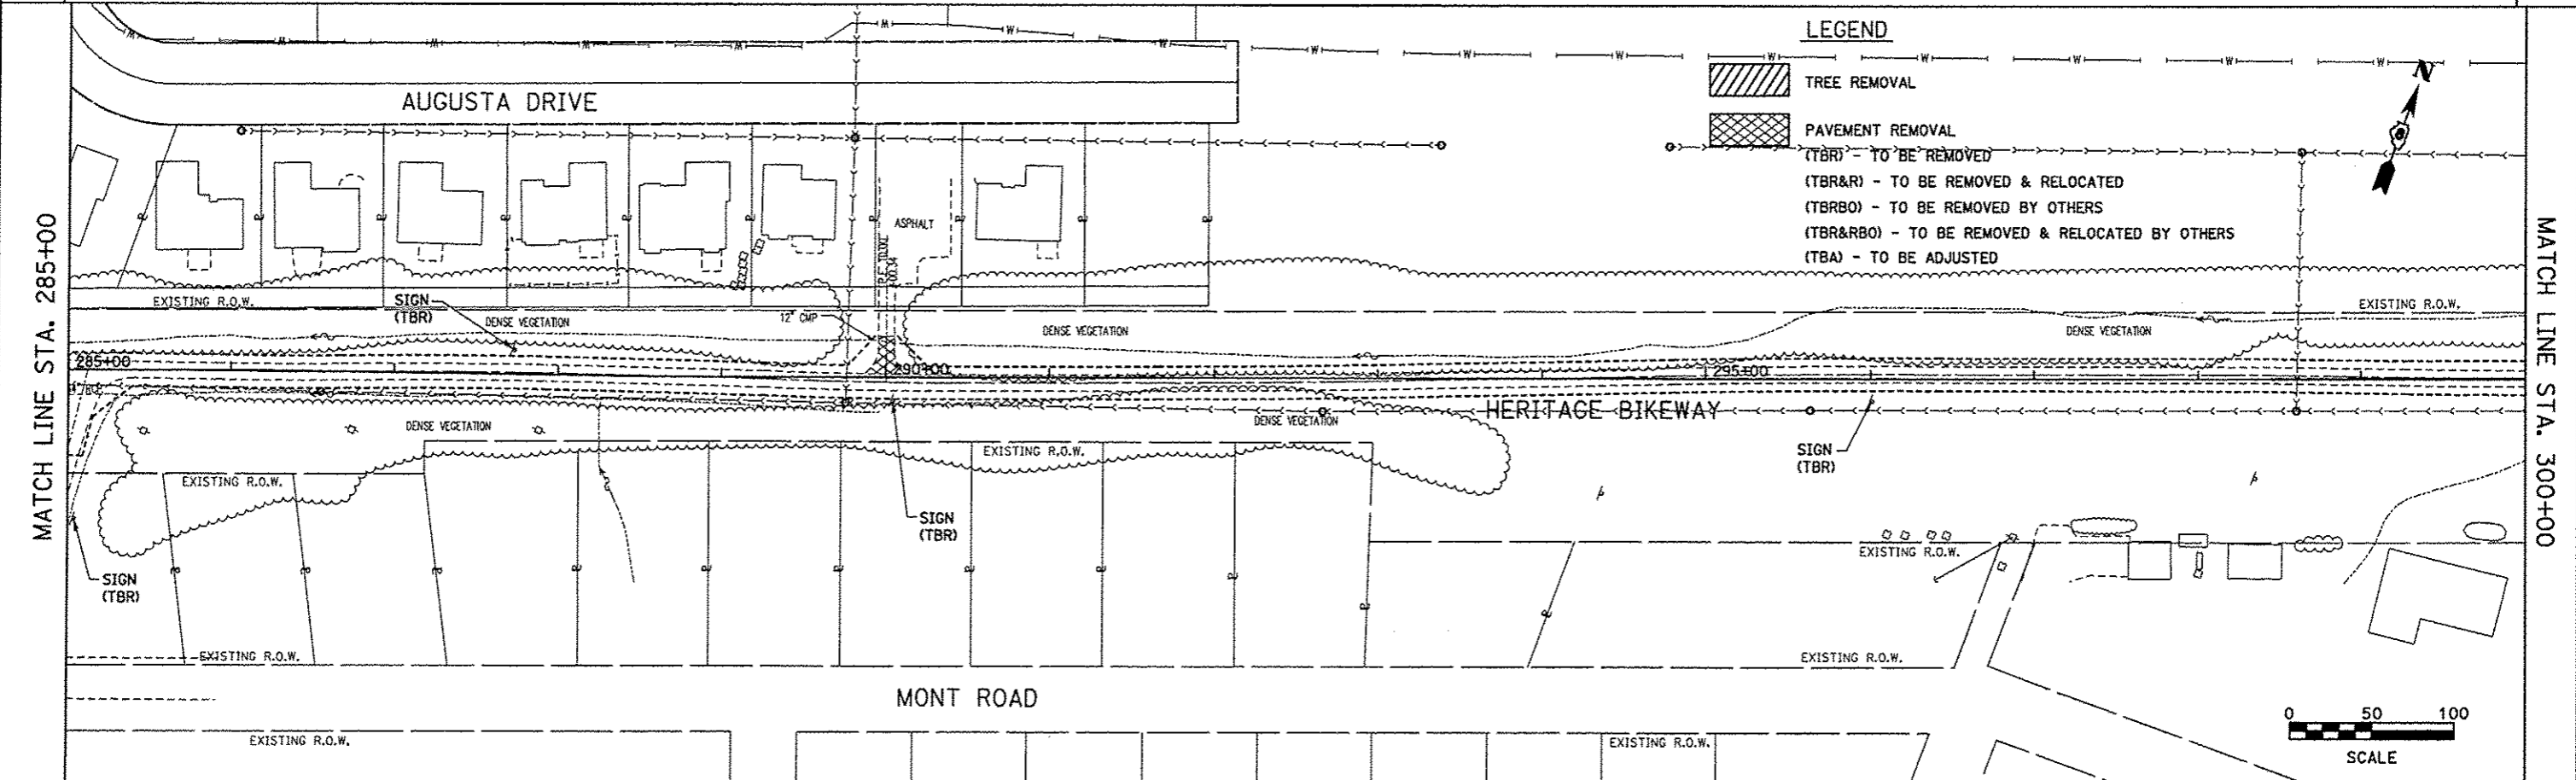 LEGEND
TREE REMOVAL
PAVEMENT REMOVAL
(TBR) - TO BE REMOVED
(TBR&R) - TO BE REMOVED & RELOCATED
(TBRBO) - TO BE REMOVED BY OTHERS
(TBR&RBO) - TO BE REMOVED & RELOCATED BY OTHERS
(TBA) - TO BE ADJUSTED
N
AUGUSTA DRIVE
ASPHALT
MATCH LINE STA. 285+00
MATCH LINE STA. 300+00
EXISTING R.O.W.
SIGN
(TBR)
DENSE VEGETATION
12" CMP
DENSE VEGETATION
DENSE VEGETATION
EXISTING R.O.W.
285+00
290+00
295+00
HERITAGE BIKEWAY
DENSE VEGETATION
DENSE VEGETATION
EXISTING R.O.W.
EXISTING R.O.W.
SIGN
(TBR)
SIGN
(TBR)
SIGN
(TBR)
EXISTING R.O.W.
EXISTING R.O.W.
EXISTING R.O.W.
MONT ROAD
EXISTING R.O.W.
EXISTING R.O.W.
0 50 100
SCALE